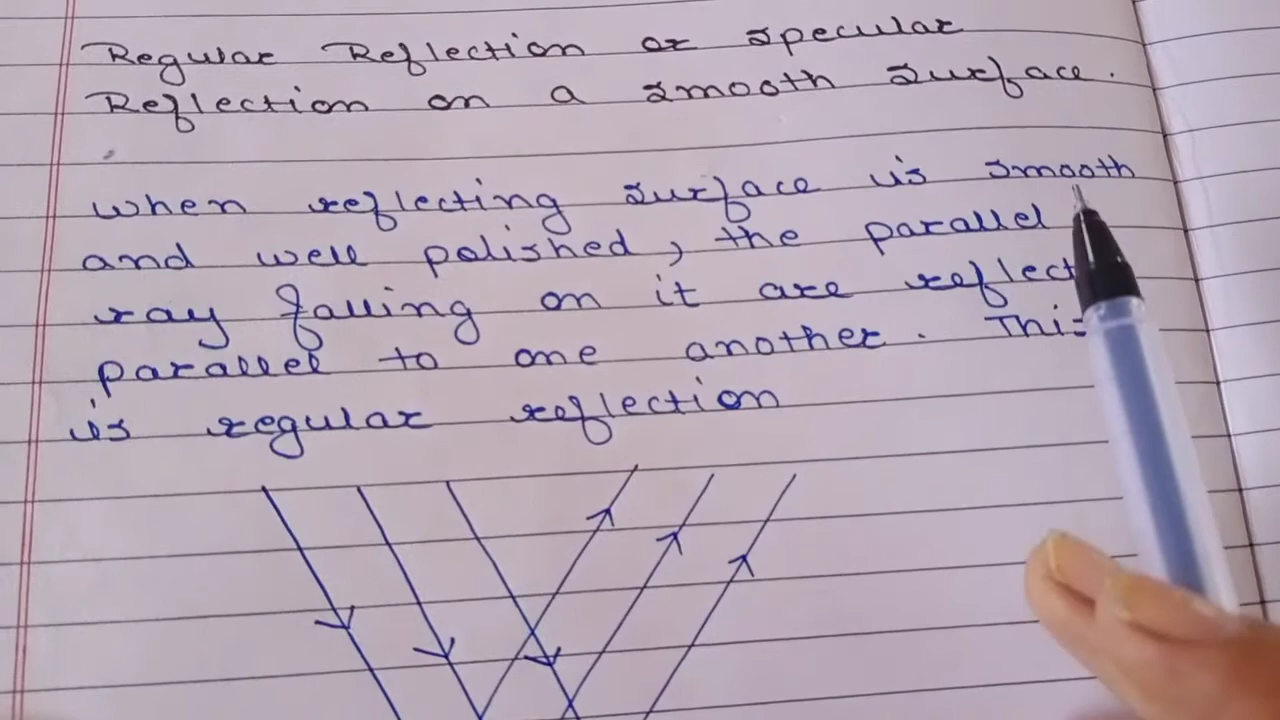 Regular Reflection or specular
Reflection on a smooth surface.
when reflecting surface is smooth
and well polished, the parallel
ray falling on it are reflect
parallel to one another. This
is regular reflection